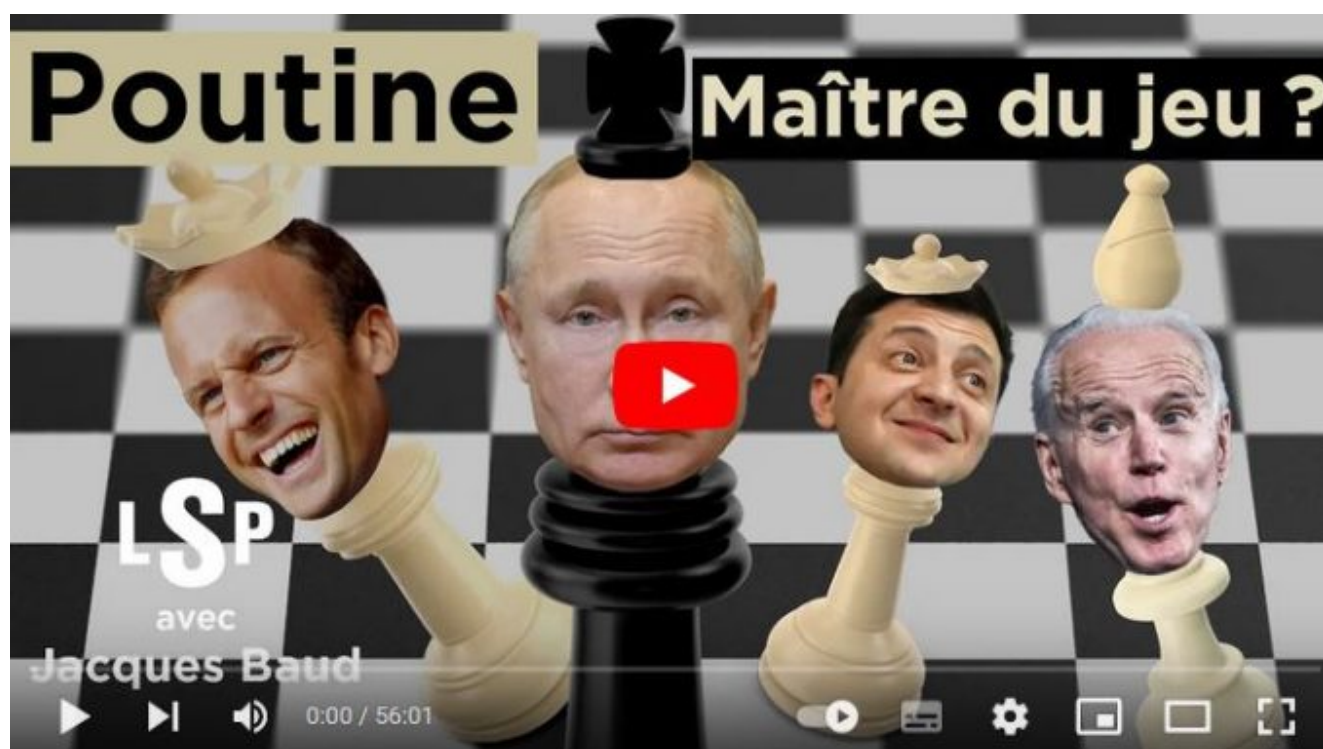 Poutine
Maître du jeu ?
LSP
avec
Jacques Baud
0:00 / 56:01